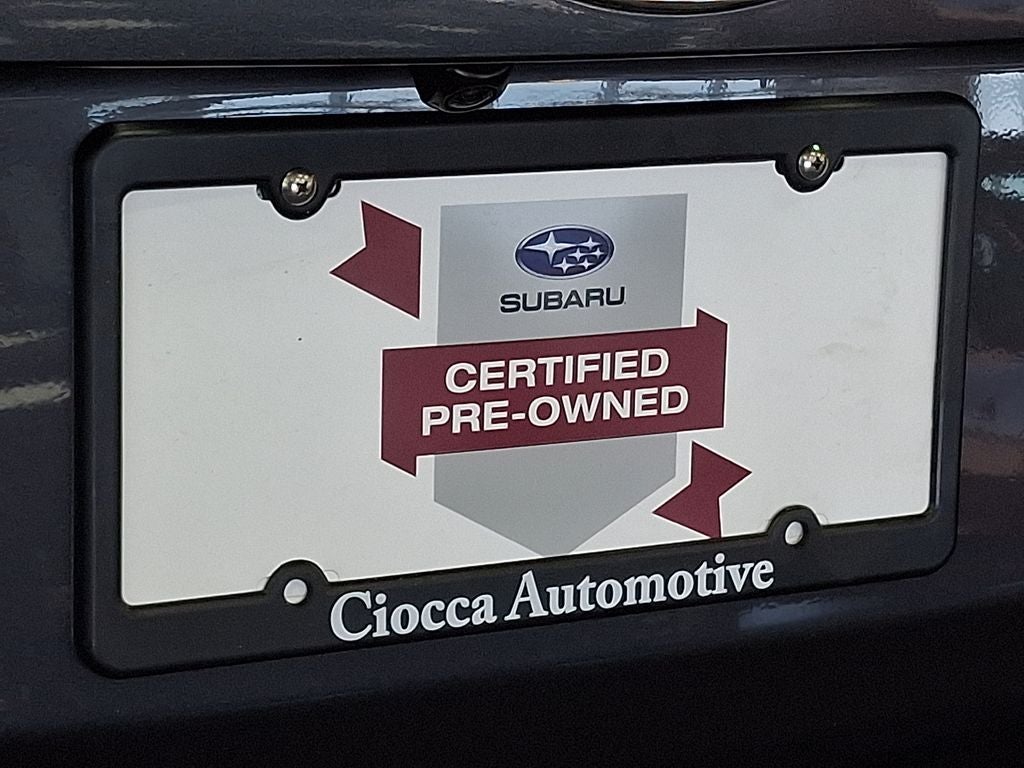 SUBARU
CERTIFIED
PRE-OWNED
Ciocca Automotive